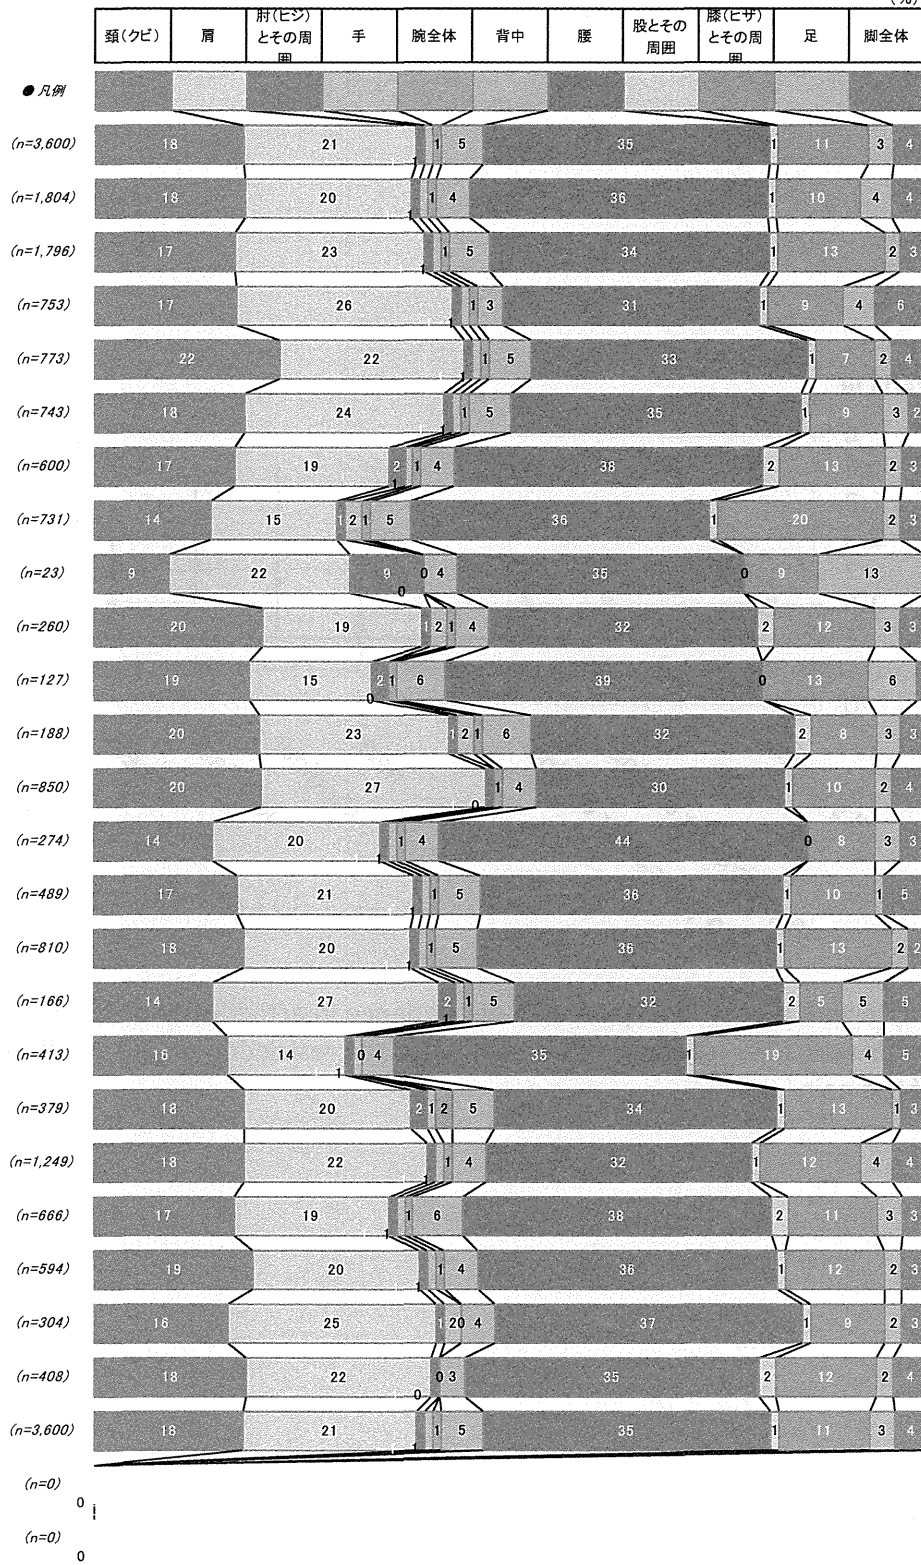 (%)
頚(クビ) 肩 肘(ヒジ)とその周囲 手 腕全体 背中 腰 股とその周囲 膝(ヒザ)とその周囲 足 脚全体
●凡例
(n=3,600) 18 21 1 1 5 35 1 11 3 4
(n=1,804) 18 20 1 1 4 36 1 10 4 4
(n=1,796) 17 23 1 1 5 34 1 13 2 3
(n=753) 17 26 1 1 3 31 1 9 4 6
(n=773) 22 22 1 1 5 33 1 7 2 4
(n=743) 18 24 1 1 5 35 1 9 3 2
(n=600) 17 19 2 1 1 4 38 2 13 2 3
(n=731) 14 15 1 2 1 5 36 1 20 2 3
(n=23) 9 22 9 0 0 4 35 0 9 13
(n=260) 20 19 1 2 1 4 32 2 12 3 3
(n=127) 19 15 2 0 1 6 39 0 13 6
(n=188) 20 23 1 2 1 6 32 2 8 3 3
(n=850) 20 27 0 1 4 30 1 10 2 4
(n=274) 14 20 1 1 4 44 0 8 3 3
(n=489) 17 21 1 1 5 36 1 10 1 5
(n=810) 18 20 1 1 5 36 1 13 2 2
(n=166) 14 27 2 1 1 5 32 2 5 5 5
(n=413) 16 14 1 0 4 35 1 19 4 5
(n=379) 18 20 2 1 2 5 34 1 13 1 3
(n=1,249) 18 22 1 1 4 32 1 12 4 4
(n=666) 17 19 1 1 6 38 2 11 3 3
(n=594) 19 20 1 1 4 36 1 12 2 3
(n=304) 16 25 1 2 0 4 37 1 9 2 3
(n=408) 18 22 0 0 3 35 2 12 2 4
(n=3,600) 18 21 1 1 5 35 1 11 3 4
(n=0) 0
(n=0) 0